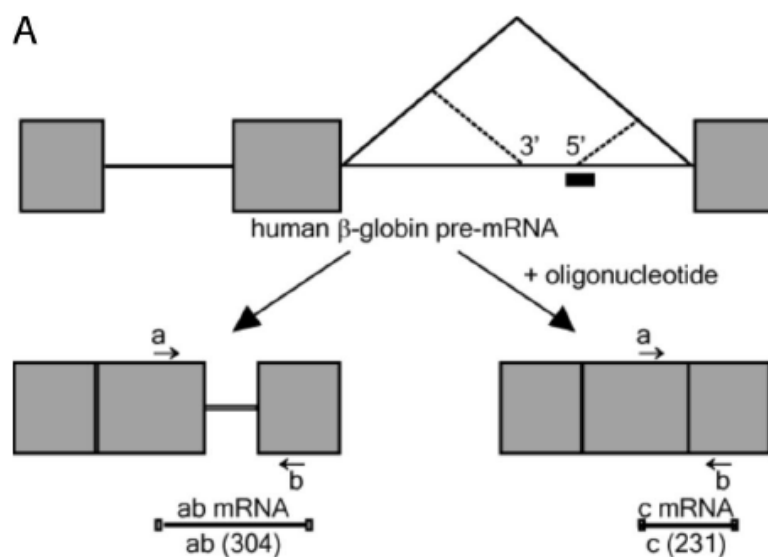 A
3' 5'
human β-globin pre-mRNA
+ oligonucleotide
a a
b b
ab mRNA c mRNA
ab (304) c (231)